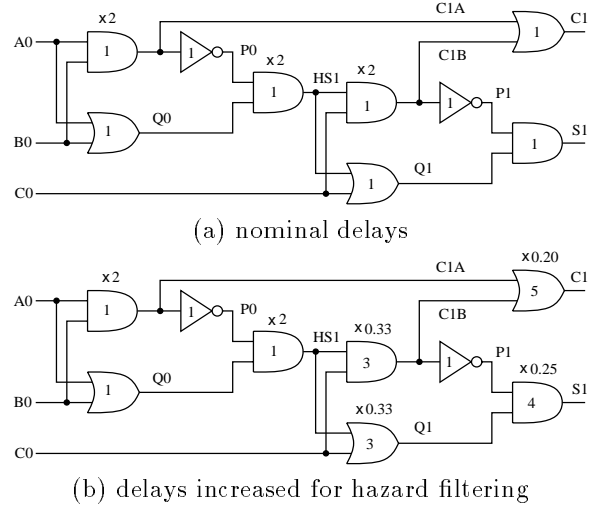 x2 C1A C1
A0 1 1 P0 x2 1
1 HS1 x2 C1B
1 1 P1
B0 1 Q0 1 S1
C0 1 Q1
(a) nominal delays
x2 C1A x0.20 C1
A0 1 1 P0 x2 5
1 HS1 x0.33 C1B
3 1 P1 x0.25
B0 1 Q0 x0.33 4 S1
C0 3 Q1
(b) delays increased for hazard filtering